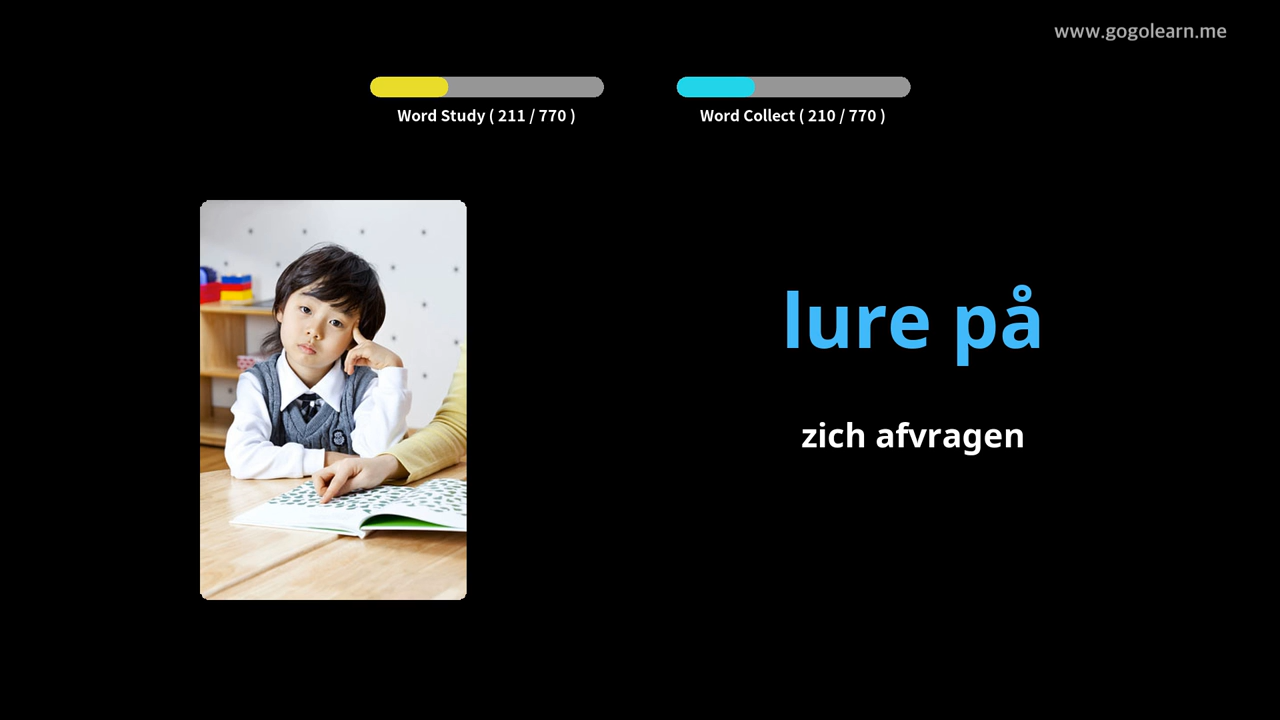 www.gogolearn.me
Word Study ( 211 / 770 )
Word Collect ( 210 / 770 )
lure på
zich afvragen